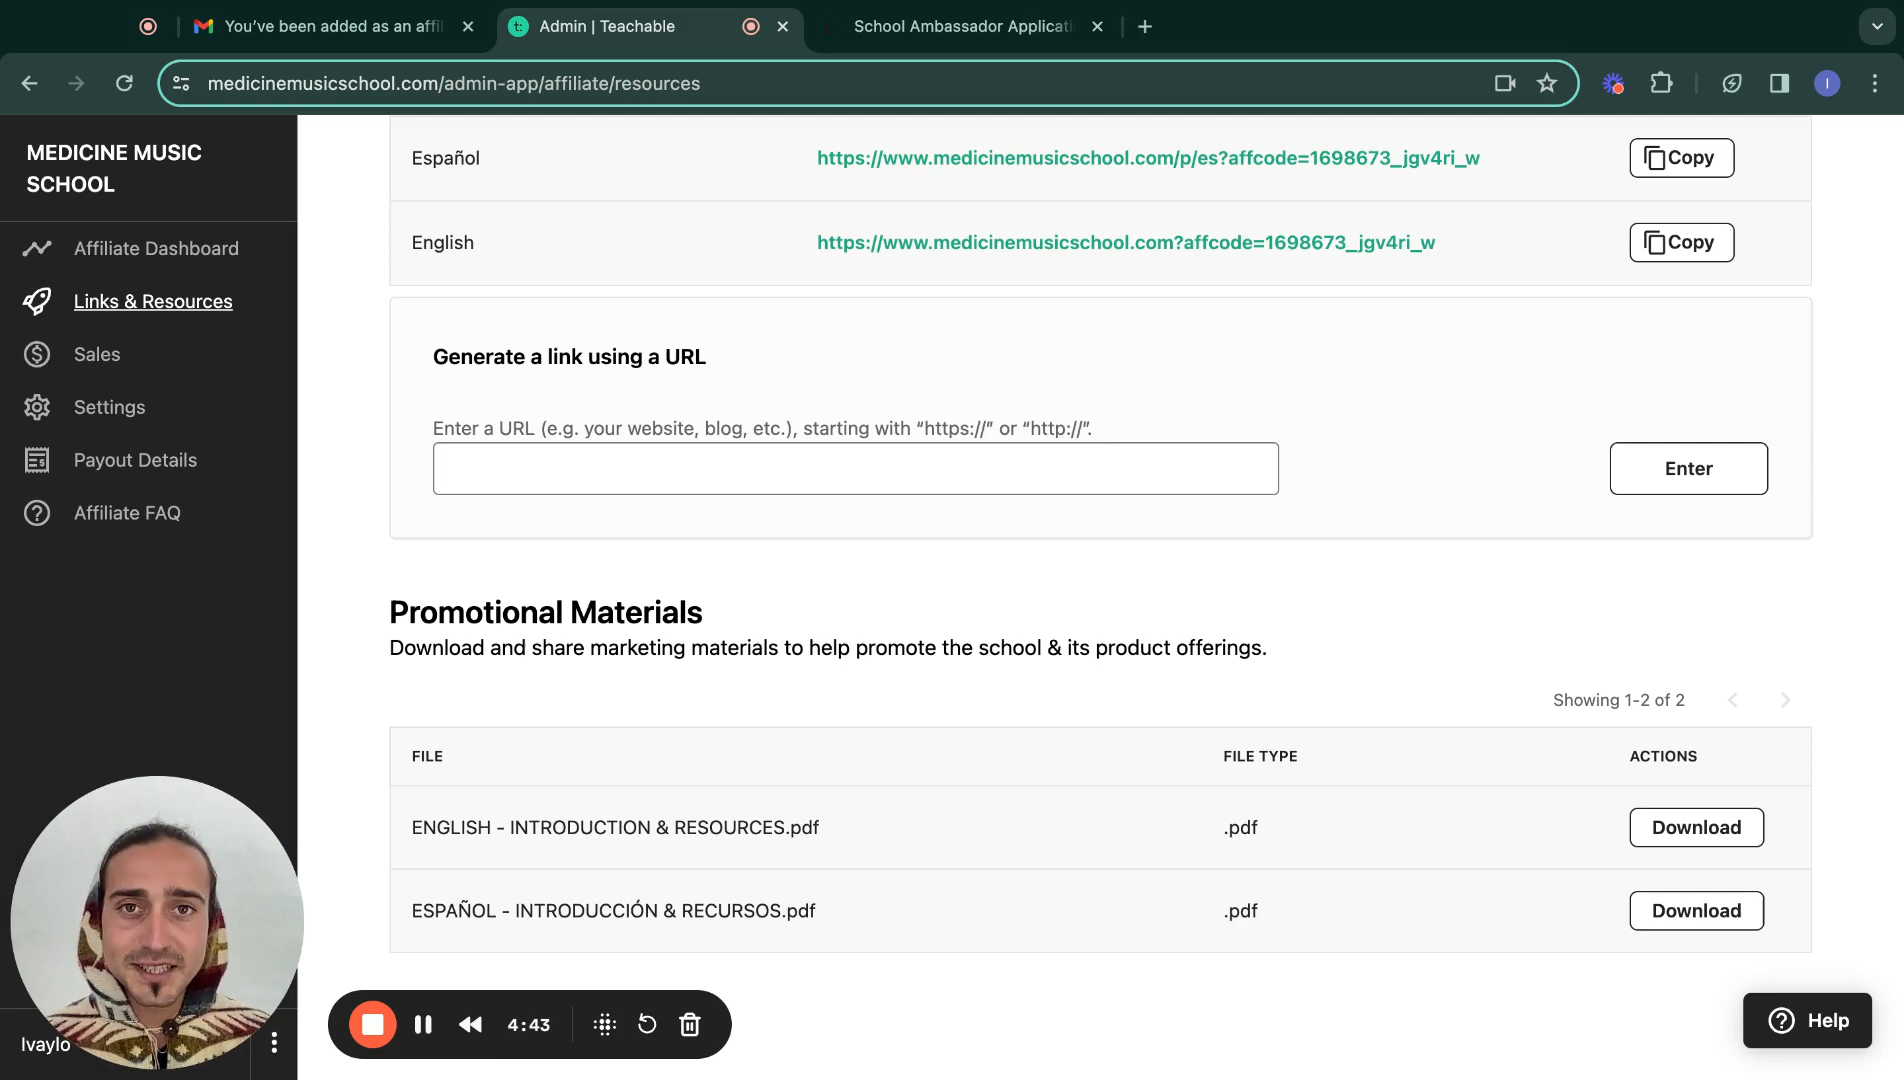 You've been added as an affil
Admin | Teachable
School Ambassador Applicati
medicinemusicschool.com/admin-app/affiliate/resources
I
MEDICINE MUSIC
SCHOOL
Affiliate Dashboard
Links & Resources
Sales
Settings
Payout Details
Affiliate FAQ
Ivaylo
Español
https://www.medicinemusicschool.com/p/es?affcode=1698673_jgv4ri_w
Copy
English
https://www.medicinemusicschool.com?affcode=1698673_jgv4ri_w
Copy
Generate a link using a URL
Enter a URL (e.g. your website, blog, etc.), starting with “https://” or “http://”.
Enter
Promotional Materials
Download and share marketing materials to help promote the school & its product offerings.
Showing 1-2 of 2
FILE FILE TYPE ACTIONS
ENGLISH - INTRODUCTION & RESOURCES.pdf .pdf Download
ESPAÑOL - INTRODUCCIÓN & RECURSOS.pdf .pdf Download
4:43
Help